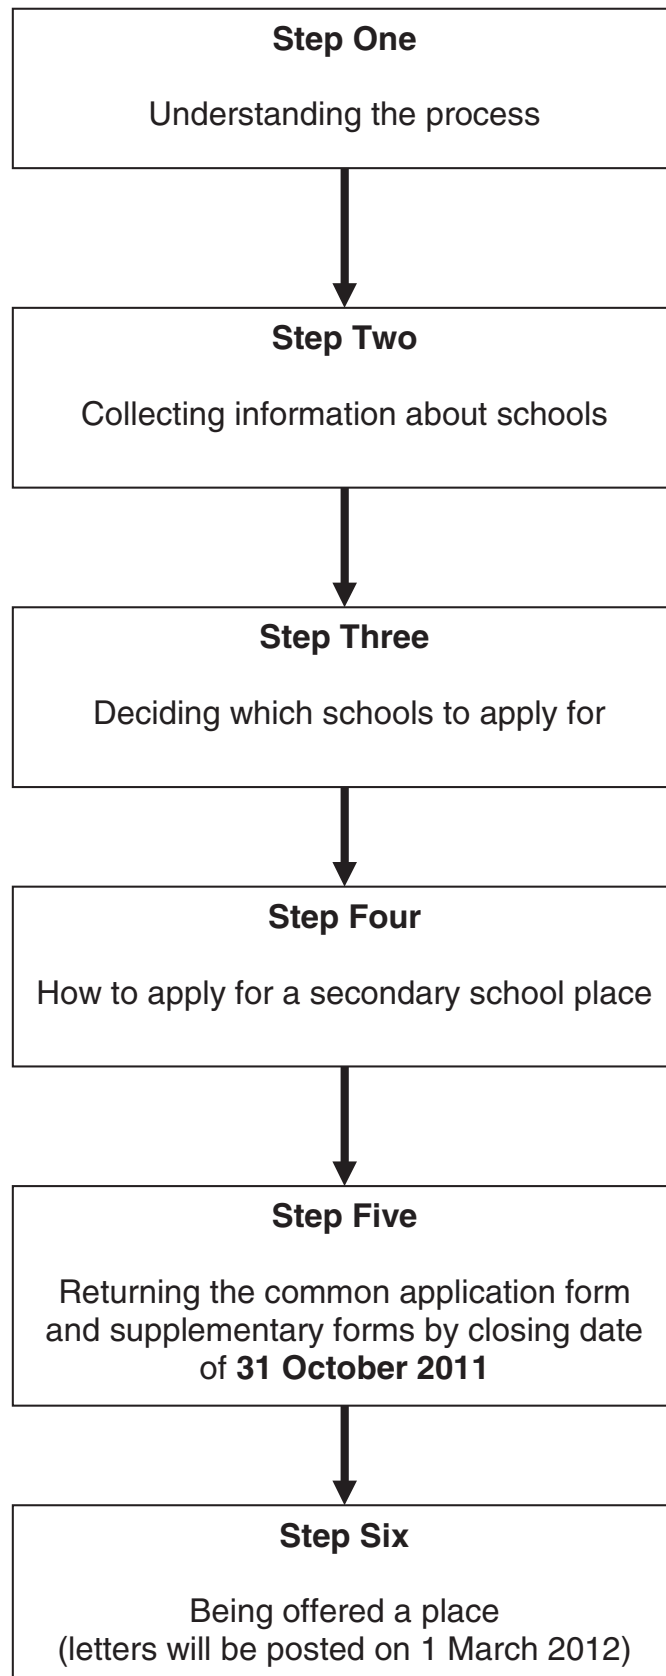 Step One
Understanding the process
Step Two
Collecting information about schools
Step Three
Deciding which schools to apply for
Step Four
How to apply for a secondary school place
Step Five
Returning the common application form
and supplementary forms by closing date
of 31 October 2011
Step Six
Being offered a place
(letters will be posted on 1 March 2012)